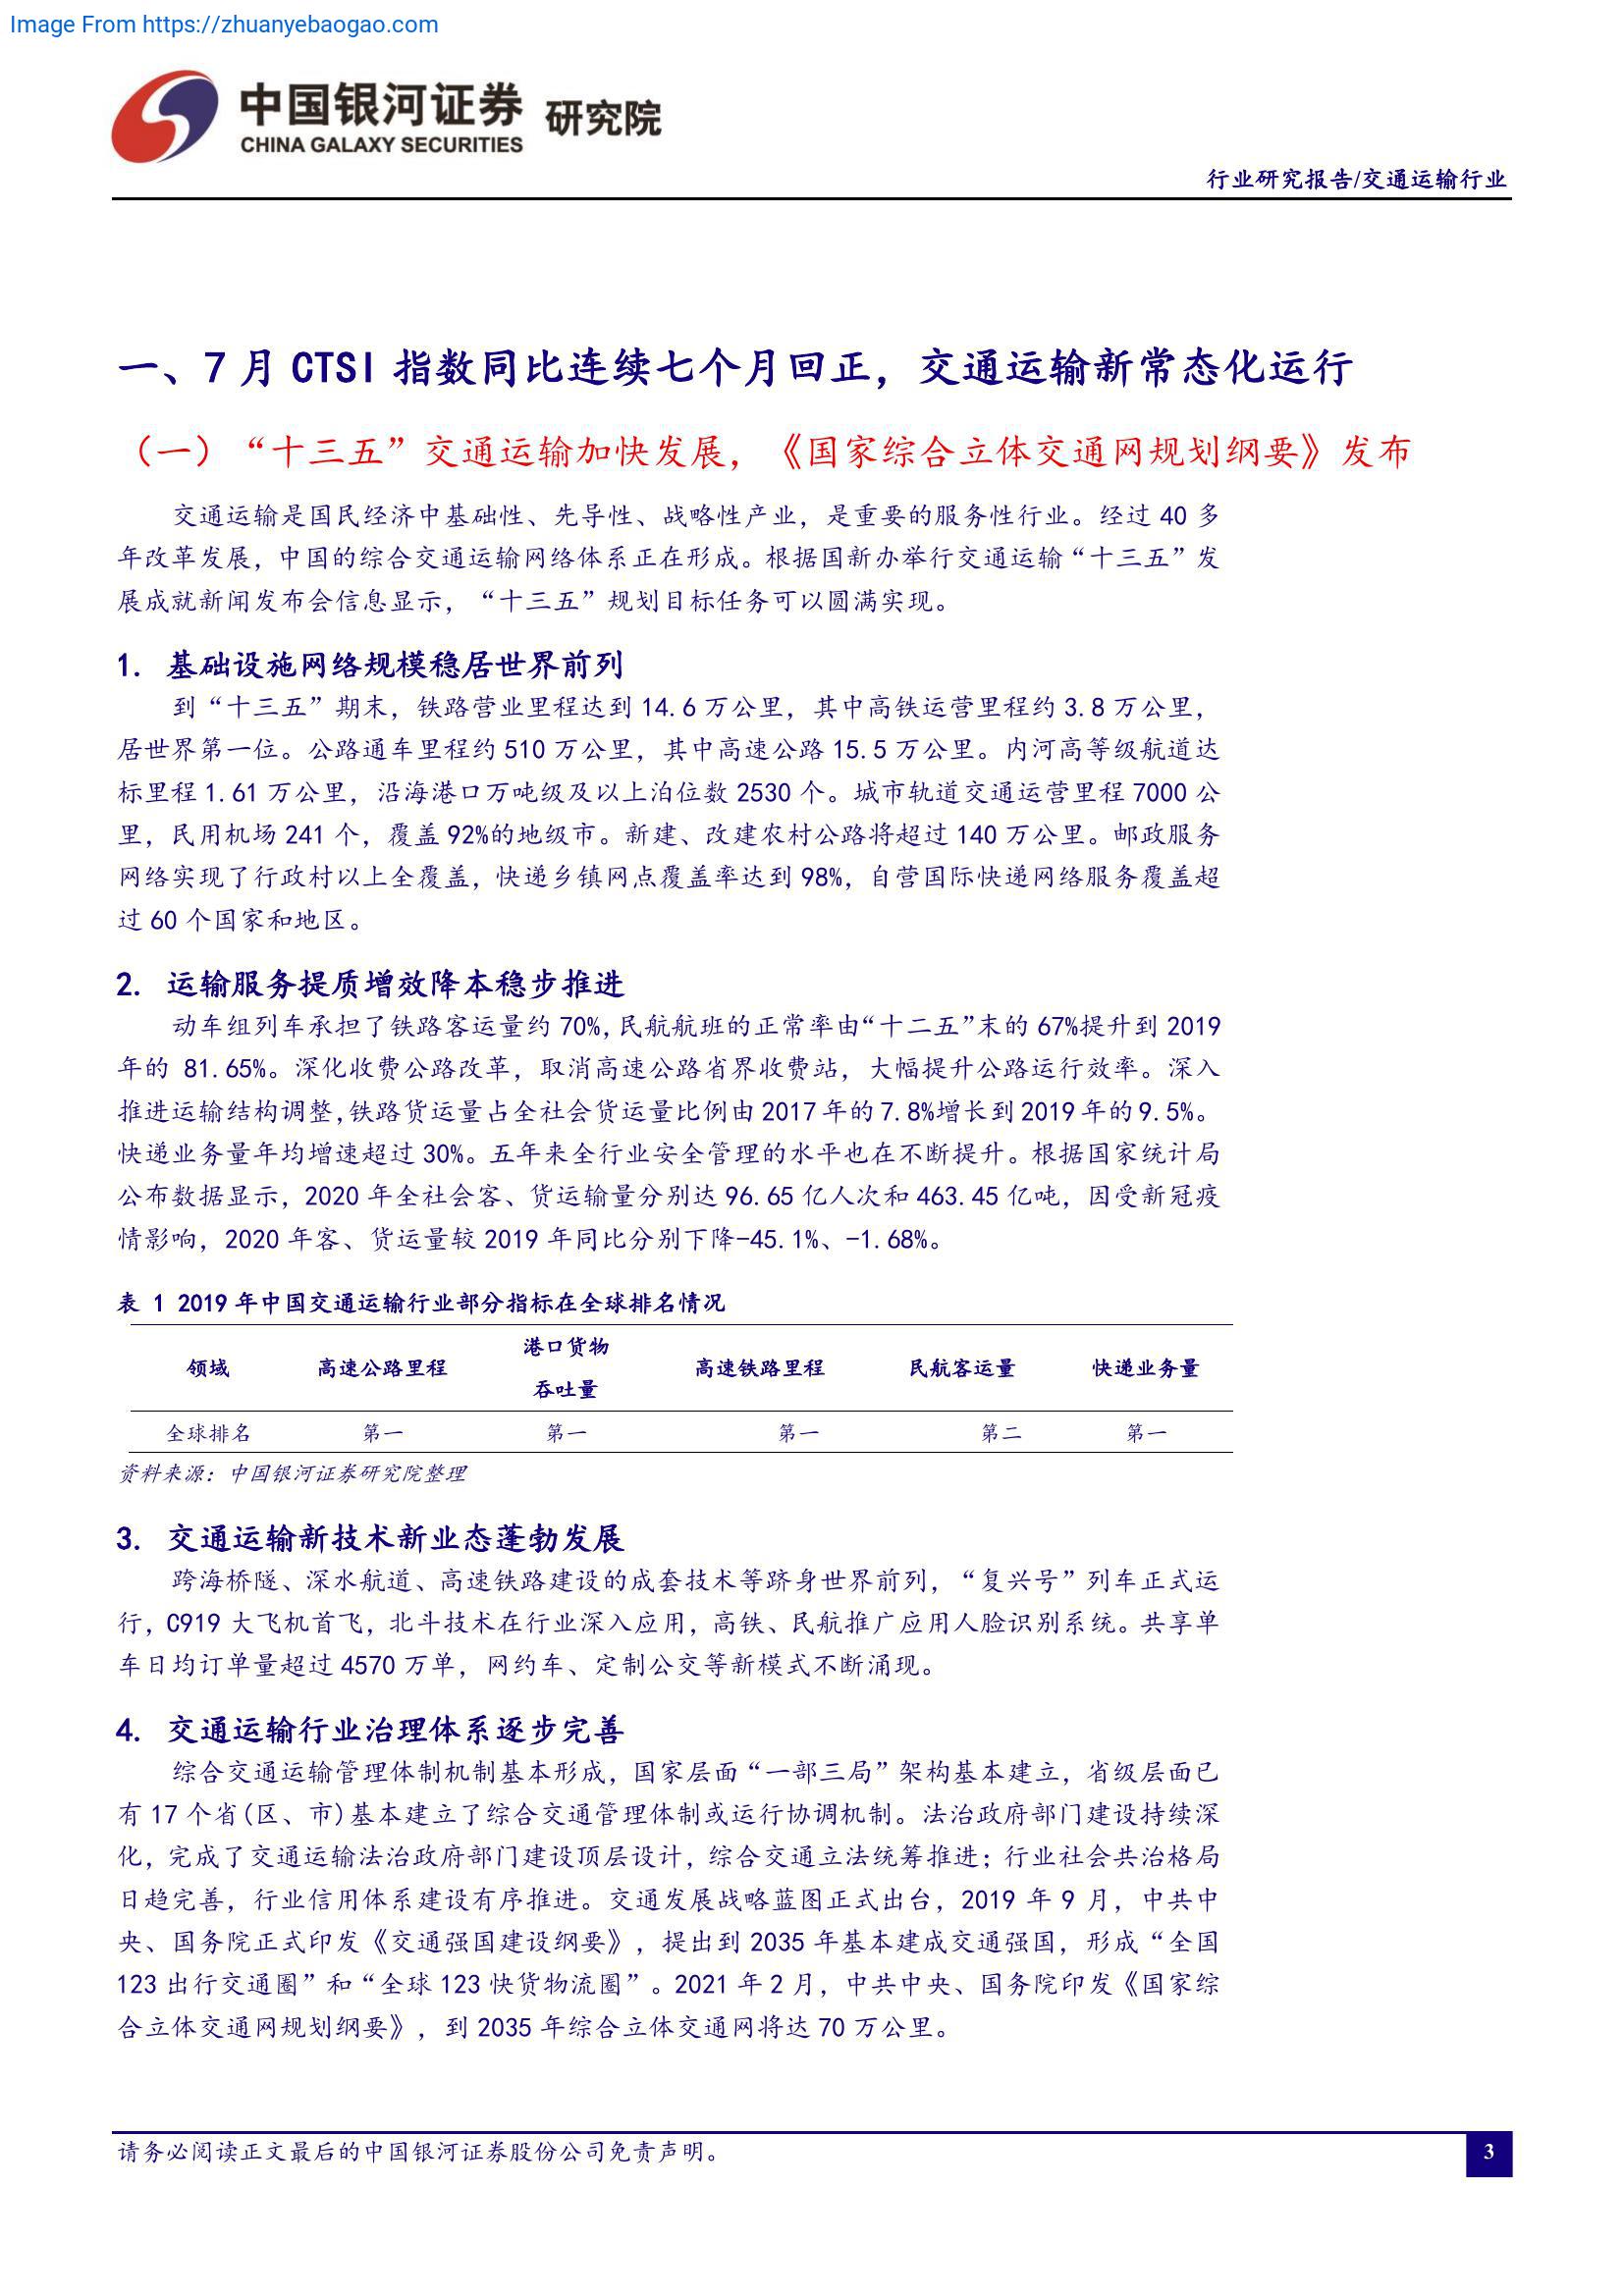 Image From https://zhuanyebaogao.com
中国银河证券 研究院
CHINA GALAXY SECURITIES
行业研究报告/交通运输行业
一、7 月 CTSI 指数同比连续七个月回正，交通运输新常态化运行
（一）“十三五”交通运输加快发展，《国家综合立体交通网规划纲要》发布
交通运输是国民经济中基础性、先导性、战略性产业，是重要的服务性行业。经过 40 多
年改革发展，中国的综合交通运输网络体系正在形成。根据国新办举行交通运输“十三五”发
展成就新闻发布会信息显示，“十三五”规划目标任务可以圆满实现。
1. 基础设施网络规模稳居世界前列
到“十三五”期末，铁路营业里程达到 14.6 万公里，其中高铁运营里程约 3.8 万公里，
居世界第一位。公路通车里程约 510 万公里，其中高速公路 15.5 万公里。内河高等级航道达
标里程 1.61 万公里，沿海港口万吨级及以上泊位数 2530 个。城市轨道交通运营里程 7000 公
里，民用机场 241 个，覆盖 92%的地级市。新建、改建农村公路将超过 140 万公里。邮政服务
网络实现了行政村以上全覆盖，快递乡镇网点覆盖率达到 98%，自营国际快递网络服务覆盖超
过 60 个国家和地区。
2. 运输服务提质增效降本稳步推进
动车组列车承担了铁路客运量约 70%,民航航班的正常率由“十二五”末的 67%提升到 2019
年的 81.65%。深化收费公路改革，取消高速公路省界收费站，大幅提升公路运行效率。深入
推进运输结构调整,铁路货运量占全社会货运量比例由 2017 年的 7.8%增长到 2019 年的 9.5%。
快递业务量年均增速超过 30%。五年来全行业安全管理的水平也在不断提升。根据国家统计局
公布数据显示，2020 年全社会客、货运输量分别达 96.65 亿人次和 463.45 亿吨，因受新冠疫
情影响，2020 年客、货运量较 2019 年同比分别下降-45.1%、-1.68%。
表 1 2019 年中国交通运输行业部分指标在全球排名情况
领域 高速公路里程 港口货物 高速铁路里程 民航客运量 快递业务量
吞吐量
全球排名 第一 第一 第一 第二 第一
资料来源：中国银河证券研究院整理
3. 交通运输新技术新业态蓬勃发展
跨海桥隧、深水航道、高速铁路建设的成套技术等跻身世界前列，“复兴号”列车正式运
行，C919 大飞机首飞，北斗技术在行业深入应用，高铁、民航推广应用人脸识别系统。共享单
车日均订单量超过 4570 万单，网约车、定制公交等新模式不断涌现。
4. 交通运输行业治理体系逐步完善
综合交通运输管理体制机制基本形成，国家层面“一部三局”架构基本建立，省级层面已
有 17 个省(区、市)基本建立了综合交通管理体制或运行协调机制。法治政府部门建设持续深
化，完成了交通运输法治政府部门建设顶层设计，综合交通立法统筹推进；行业社会共治格局
日趋完善，行业信用体系建设有序推进。交通发展战略蓝图正式出台，2019 年 9 月，中共中
央、国务院正式印发《交通强国建设纲要》，提出到 2035 年基本建成交通强国，形成“全国
123 出行交通圈”和“全球 123 快货物流圈”。2021 年 2 月，中共中央、国务院印发《国家综
合立体交通网规划纲要》，到 2035 年综合立体交通网将达 70 万公里。
请务必阅读正文最后的中国银河证券股份公司免责声明。
3